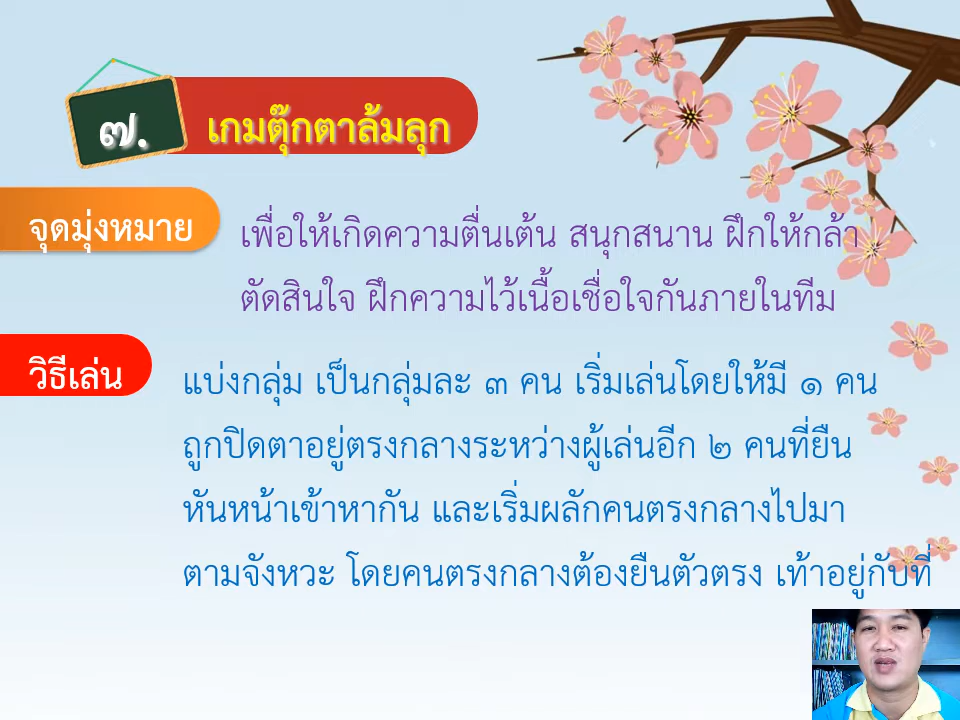 ๗.
เกมตุ๊กตาล้มลุก
จุดมุ่งหมาย
เพื่อให้เกิดความตื่นเต้น สนุกสนาน ฝึกให้กล้า
ตัดสินใจ ฝึกความไว้เนื้อเชื่อใจกันภายในทีม
วิธีเล่น
แบ่งกลุ่ม เป็นกลุ่มละ ๓ คน เริ่มเล่นโดยให้มี ๑ คน
ถูกปิดตาอยู่ตรงกลางระหว่างผู้เล่นอีก ๒ คนที่ยืน
หันหน้าเข้าหากัน และเริ่มผลักคนตรงกลางไปมา
ตามจังหวะ โดยคนตรงกลางต้องยืนตัวตรง เท้าอยู่กับที่